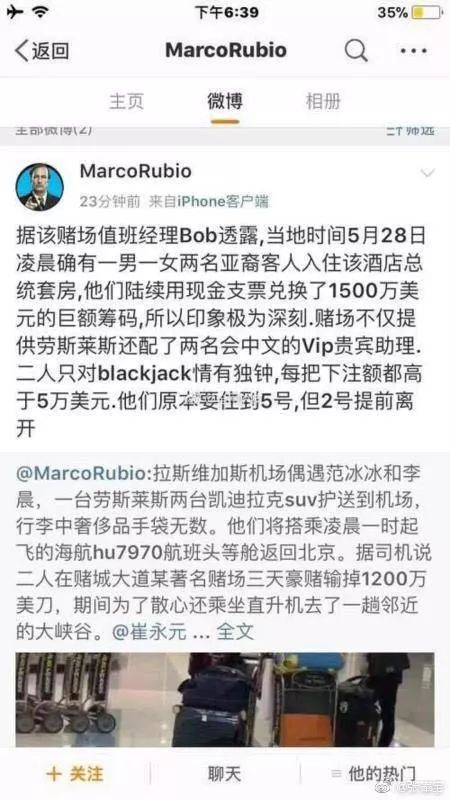 下午6:39
35%
返回
MarcoRubio
主页
微博
相册
全部微博(2)
筛选
MarcoRubio
23分钟前 来自iPhone客户端
据该赌场值班经理Bob透露,当地时间5月28日
凌晨确有一男一女两名亚裔客人入住该酒店总
统套房,他们陆续用现金支票兑换了1500万美
元的巨额筹码,所以印象极为深刻.赌场不仅提
供劳斯莱斯还配了两名会中文的Vip贵宾助理.
二人只对blackjack情有独钟,每把下注额都高
于5万美元.他们原本要住到5号,但2号提前离
开
@MarcoRubio:拉斯维加斯机场偶遇范冰冰和李
晨，一台劳斯莱斯两台凯迪拉克suv护送到机场，
行李中奢侈品手袋无数。他们将搭乘凌晨一时起
飞的海航hu7970航班头等舱返回北京。据司机说
二人在赌城大道某著名赌场三天豪赌输掉1200万
美刀，期间为了散心还乘坐直升机去了一趟邻近
的大峡谷。@崔永元 ... 全文
+ 关注
聊天
他的热门